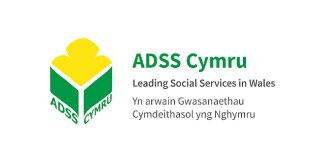 ADSS Cymru
Leading Social Services in Wales
Yn arwain Gwasanaethau
Cymdeithasol yng Nghymru
ADSS CYMRU